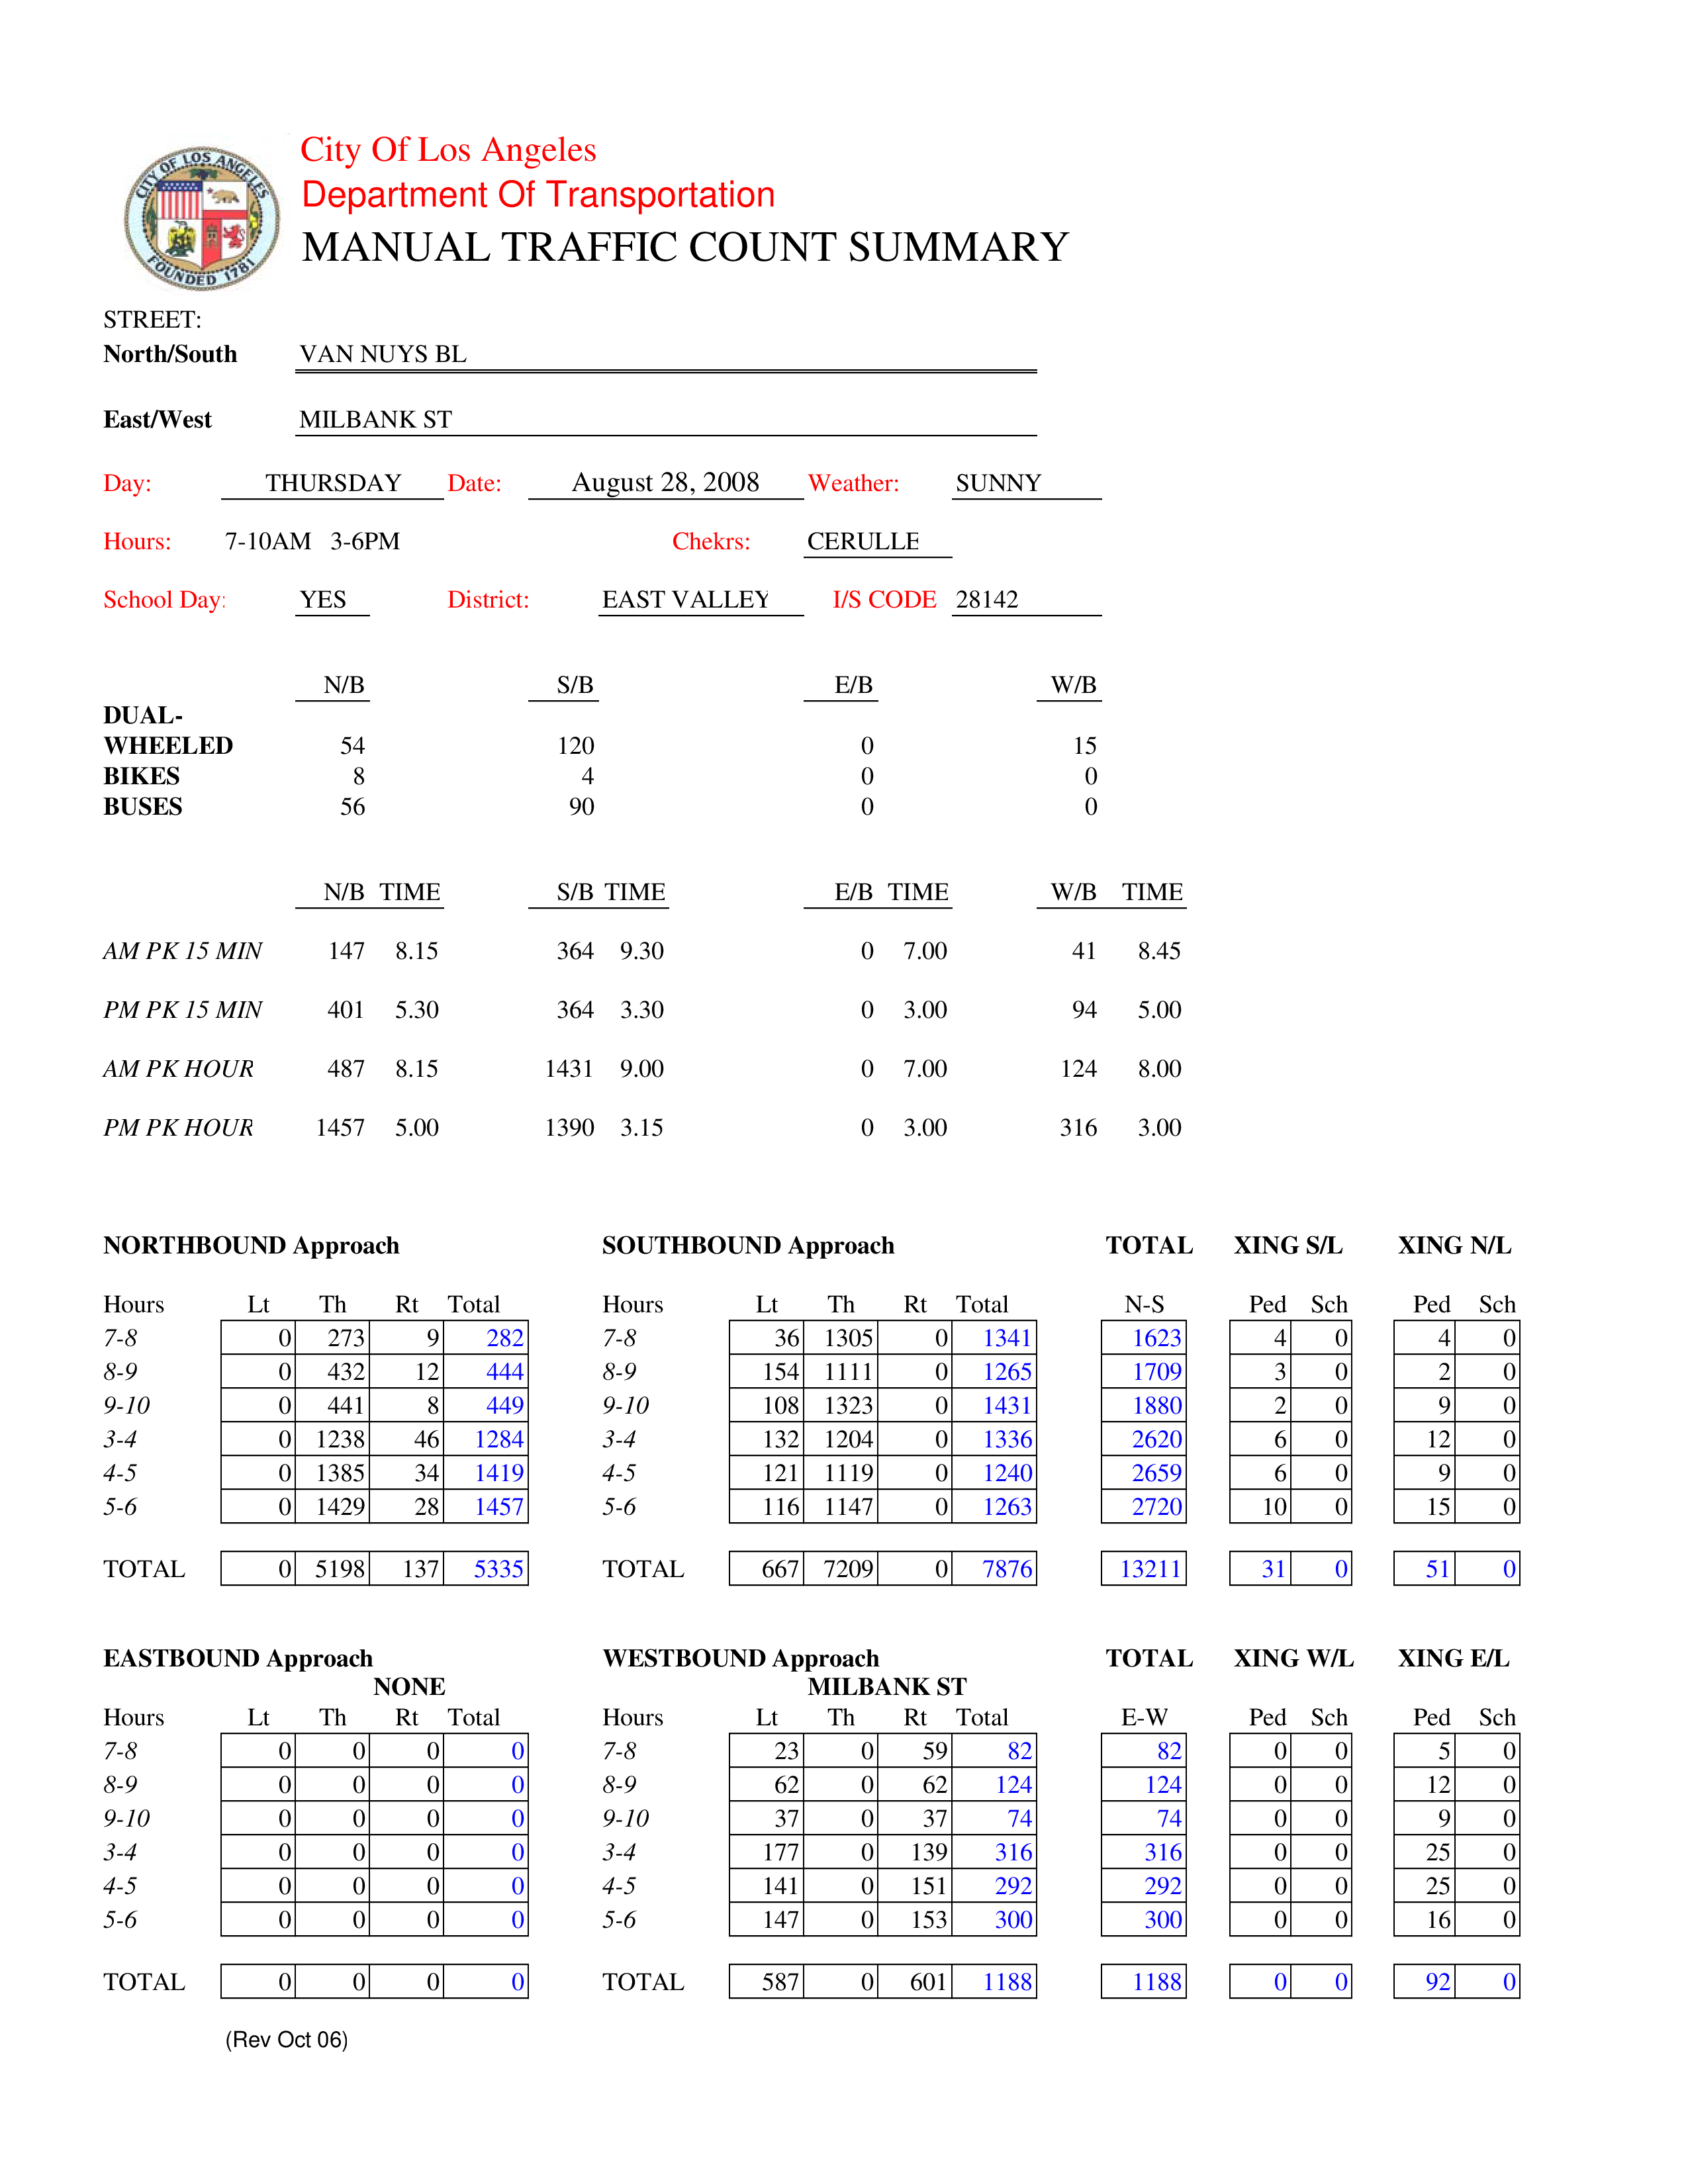 CITY OF LOS ANGELES
FOUNDED 1781
City Of Los Angeles
Department Of Transportation
MANUAL TRAFFIC COUNT SUMMARY
STREET:
North/South VAN NUYS BL
East/West MILBANK ST
Day: THURSDAY Date: August 28, 2008 Weather: SUNNY
Hours: 7-10AM 3-6PM Chekrs: CERULLE
School Day: YES District: EAST VALLEY I/S CODE 28142
N/B S/B E/B W/B
DUAL-
WHEELED 54 120 0 15
BIKES 8 4 0 0
BUSES 56 90 0 0
N/B TIME S/B TIME E/B TIME W/B TIME
AM PK 15 MIN 147 8.15 364 9.30 0 7.00 41 8.45
PM PK 15 MIN 401 5.30 364 3.30 0 3.00 94 5.00
AM PK HOUR 487 8.15 1431 9.00 0 7.00 124 8.00
PM PK HOUR 1457 5.00 1390 3.15 0 3.00 316 3.00
NORTHBOUND Approach SOUTHBOUND Approach TOTAL XING S/L XING N/L
Hours Lt Th Rt Total Hours Lt Th Rt Total N-S Ped Sch Ped Sch
7-8 0 273 9 282 7-8 36 1305 0 1341 1623 4 0 4 0
8-9 0 432 12 444 8-9 154 1111 0 1265 1709 3 0 2 0
9-10 0 441 8 449 9-10 108 1323 0 1431 1880 2 0 9 0
3-4 0 1238 46 1284 3-4 132 1204 0 1336 2620 6 0 12 0
4-5 0 1385 34 1419 4-5 121 1119 0 1240 2659 6 0 9 0
5-6 0 1429 28 1457 5-6 116 1147 0 1263 2720 10 0 15 0
TOTAL 0 5198 137 5335 TOTAL 667 7209 0 7876 13211 31 0 51 0
EASTBOUND Approach WESTBOUND Approach TOTAL XING W/L XING E/L
NONE MILBANK ST
Hours Lt Th Rt Total Hours Lt Th Rt Total E-W Ped Sch Ped Sch
7-8 0 0 0 0 7-8 23 0 59 82 82 0 0 5 0
8-9 0 0 0 0 8-9 62 0 62 124 124 0 0 12 0
9-10 0 0 0 0 9-10 37 0 37 74 74 0 0 9 0
3-4 0 0 0 0 3-4 177 0 139 316 316 0 0 25 0
4-5 0 0 0 0 4-5 141 0 151 292 292 0 0 25 0
5-6 0 0 0 0 5-6 147 0 153 300 300 0 0 16 0
TOTAL 0 0 0 0 TOTAL 587 0 601 1188 1188 0 0 92 0
(Rev Oct 06)